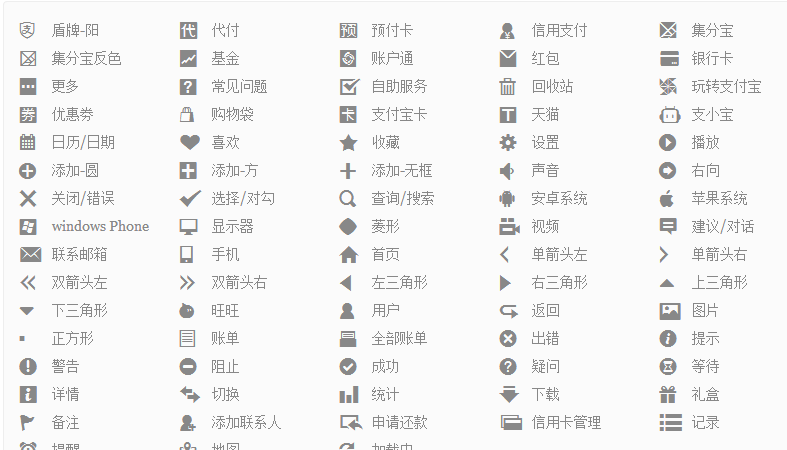 盾牌-阳 代付 预付卡 信用支付 集分宝
集分宝反色 基金 账户通 红包 银行卡
更多 常见问题 自助服务 回收站 玩转支付宝
优惠券 购物袋 支付宝卡 天猫 支小宝
日历/日期 喜欢 收藏 设置 播放
添加-圆 添加-方 添加-无框 声音 右向
关闭/错误 选择/对勾 查询/搜索 安卓系统 苹果系统
windows Phone 显示器 菱形 视频 建议/对话
联系邮箱 手机 首页 单箭头左 单箭头右
双箭头左 双箭头右 左三角形 右三角形 上三角形
下三角形 旺旺 用户 返回 图片
正方形 账单 全部账单 出错 提示
警告 阻止 成功 疑问 等待
详情 切换 统计 下载 礼盒
备注 添加联系人 申请还款 信用卡管理 记录
提醒 地图 加载中